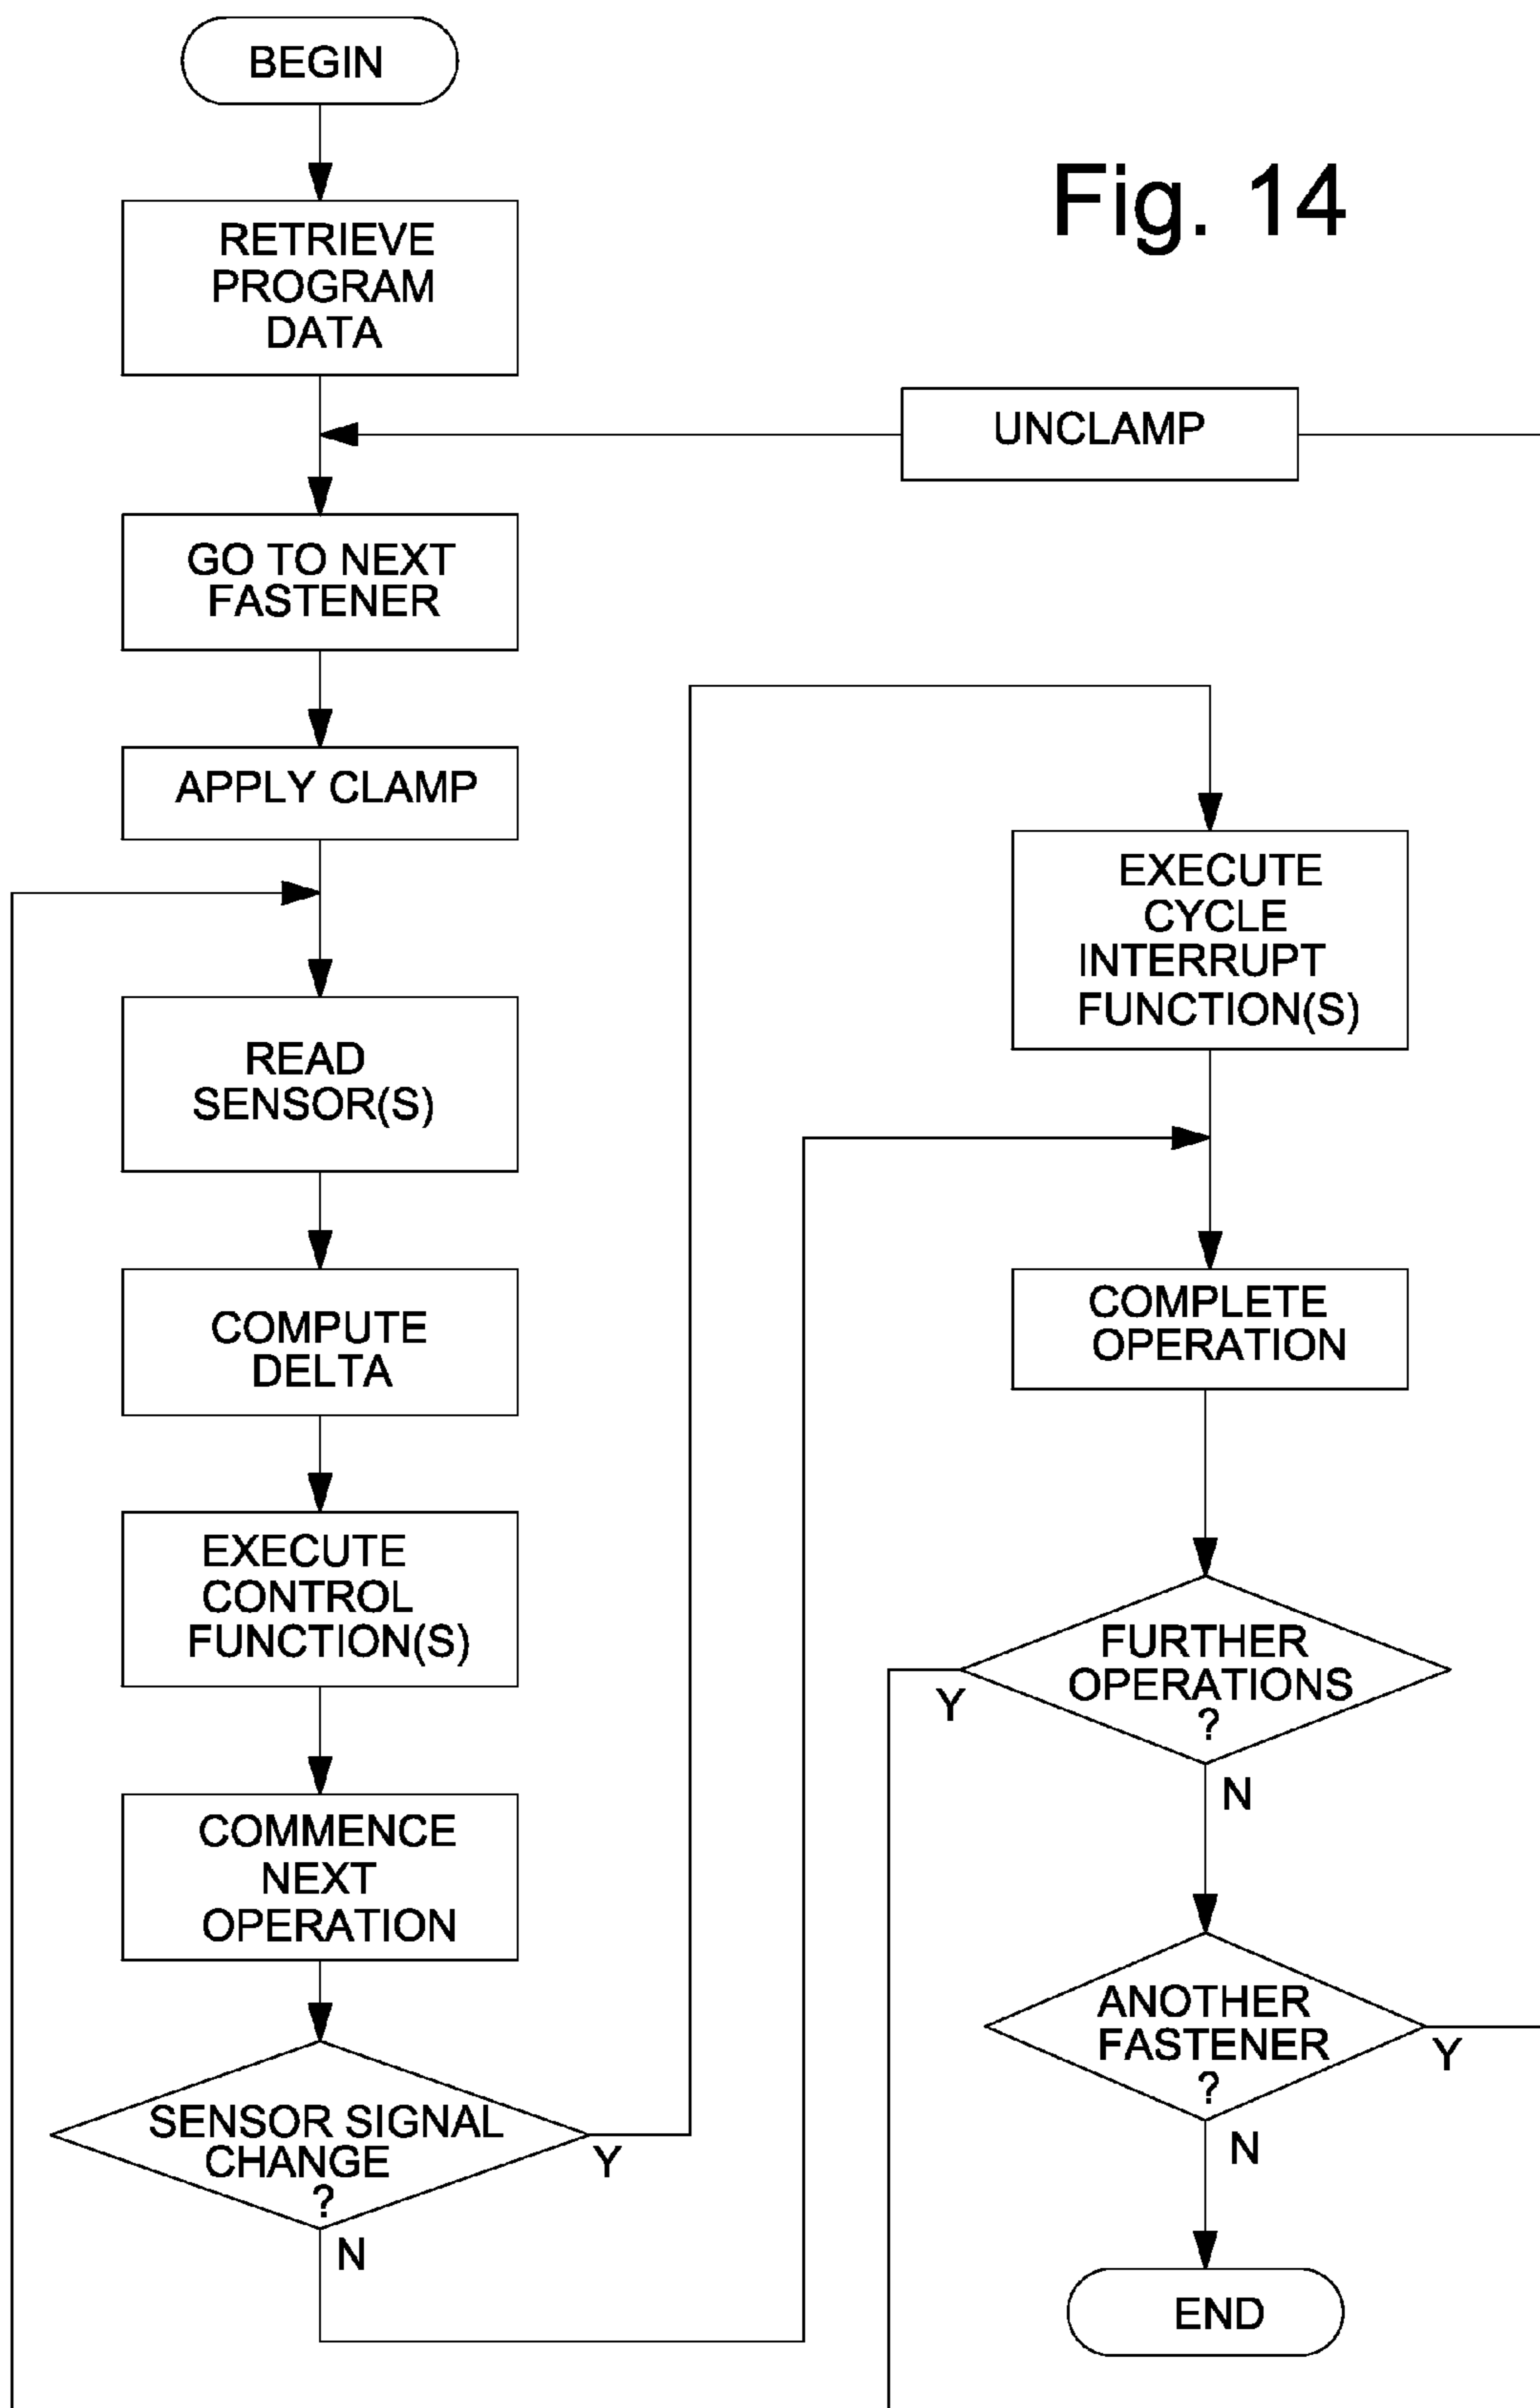 BEGIN
Fig. 14
RETRIEVE
PROGRAM
DATA
UNCLAMP
GO TO NEXT
FASTENER
APPLY CLAMP
READ
SENSOR(S)
COMPUTE
DELTA
EXECUTE
CONTROL
FUNCTION(S)
COMMENCE
NEXT
OPERATION
SENSOR SIGNAL
CHANGE
?
Y
N
EXECUTE
CYCLE
INTERRUPT
FUNCTION(S)
COMPLETE
OPERATION
FURTHER
OPERATIONS
?
Y
N
ANOTHER
FASTENER
?
Y
N
END